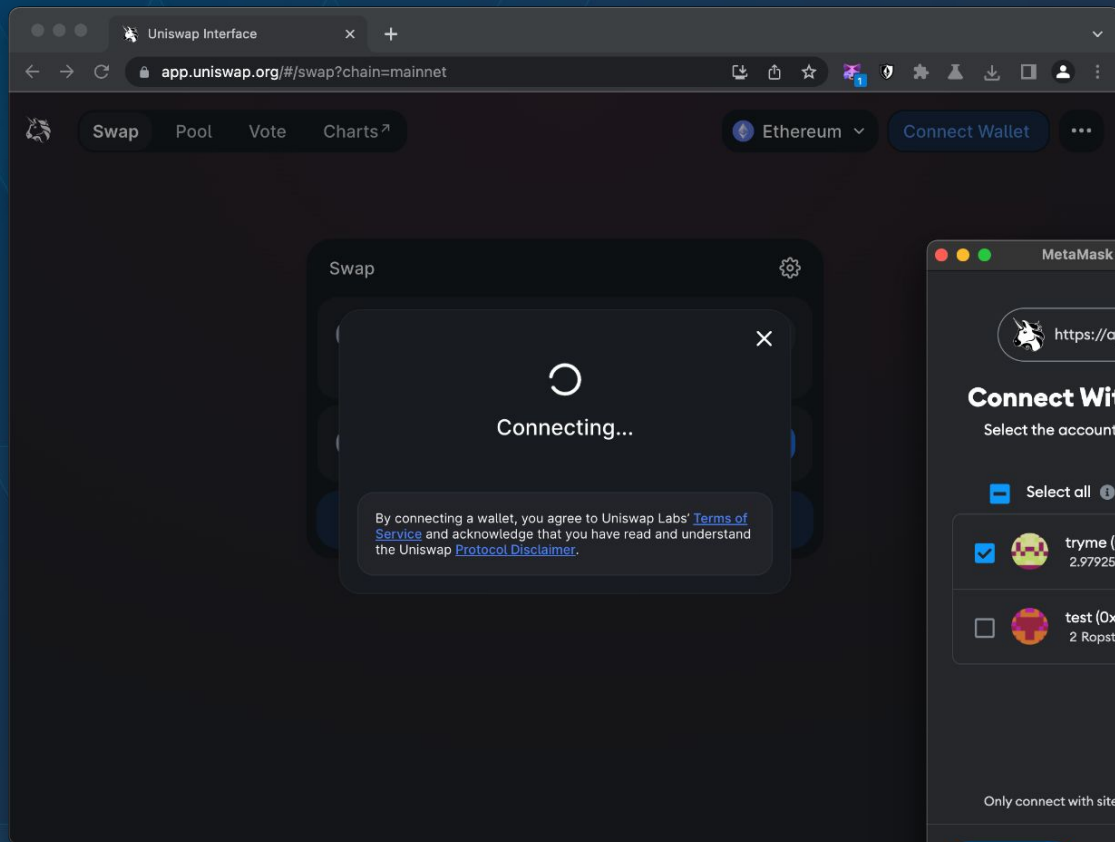 Uniswap Interface
app.uniswap.org/#/swap?chain=mainnet
1
Swap Pool Vote Charts↗ Ethereum Connect Wallet
Swap
Connecting...
By connecting a wallet, you agree to Uniswap Labs' Terms of
Service and acknowledge that you have read and understand
the Uniswap Protocol Disclaimer.
MetaMask
https://a
Connect Wit
Select the account
Select all
tryme (
2.97925
test (0x
2 Ropst
Only connect with site